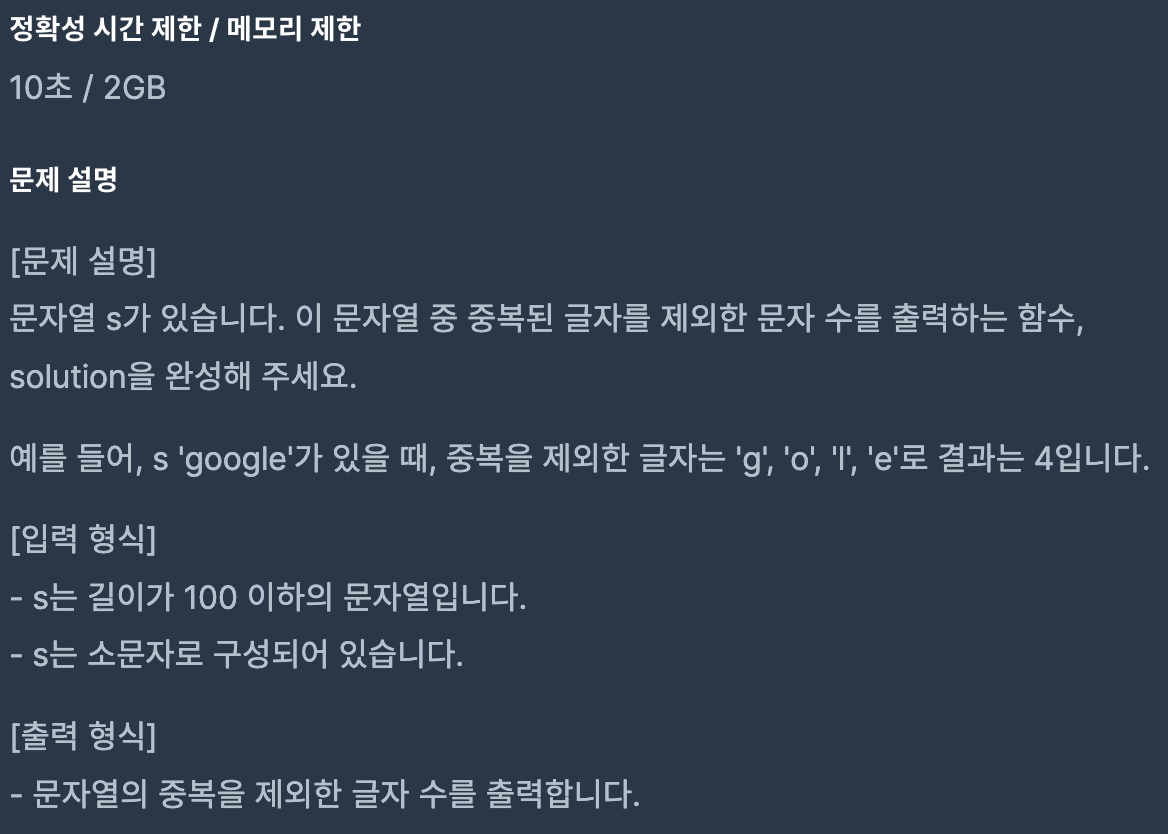 정확성 시간 제한 / 메모리 제한
10초 / 2GB
문제 설명
[문제 설명]
문자열 s가 있습니다. 이 문자열 중 중복된 글자를 제외한 문자 수를 출력하는 함수,
solution을 완성해 주세요.
예를 들어, s 'google'가 있을 때, 중복을 제외한 글자는 'g', 'o', 'l', 'e'로 결과는 4입니다.
[입력 형식]
- s는 길이가 100 이하의 문자열입니다.
- s는 소문자로 구성되어 있습니다.
[출력 형식]
- 문자열의 중복을 제외한 글자 수를 출력합니다.